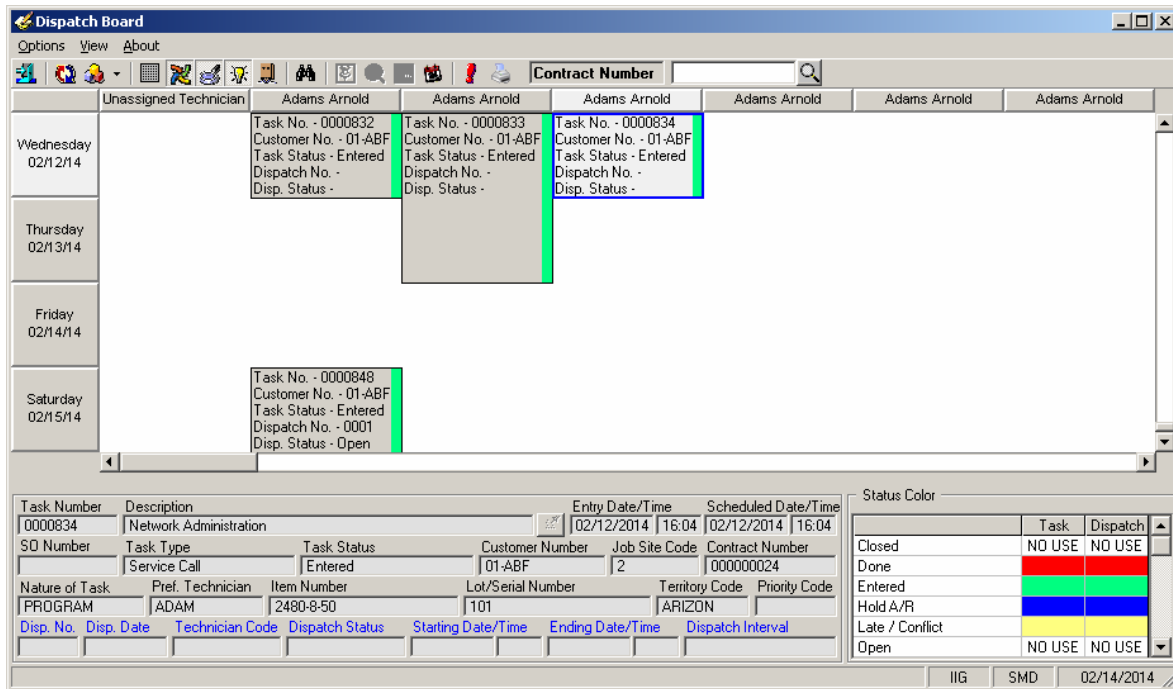 Dispatch Board
Options View About
Contract Number
Unassigned Technician Adams Arnold Adams Arnold Adams Arnold Adams Arnold Adams Arnold Adams Arnold
Wednesday
02/12/14
Task No. - 0000832
Customer No. - 01-ABF
Task Status - Entered
Dispatch No. -
Disp. Status -
Task No. - 0000833
Customer No. - 01-ABF
Task Status - Entered
Dispatch No. -
Disp. Status -
Task No. - 0000834
Customer No. - 01-ABF
Task Status - Entered
Dispatch No. -
Disp. Status -
Thursday
02/13/14
Friday
02/14/14
Saturday
02/15/14
Task No. - 0000848
Customer No. - 01-ABF
Task Status - Entered
Dispatch No. - 0001
Disp. Status - Open
Task Number Description Entry Date/Time Scheduled Date/Time
0000834 Network Administration 02/12/2014 16:04 02/12/2014 16:04
SO Number Task Type Task Status Customer Number Job Site Code Contract Number
Service Call Entered 01-ABF 2 000000024
Nature of Task Pref. Technician Item Number Lot/Serial Number Territory Code Priority Code
PROGRAM ADAM 2480-8-50 101 ARIZON
Disp. No. Disp. Date Technician Code Dispatch Status Starting Date/Time Ending Date/Time Dispatch Interval
Status Color
Task Dispatch
Closed NO USE NO USE
Done
Entered
Hold A/R
Late / Conflict
Open NO USE NO USE
IIG SMD 02/14/2014